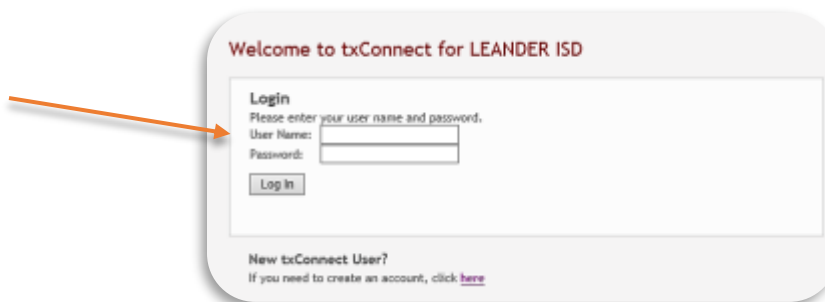 Welcome to txConnect for LEANDER ISD
Login
Please enter your user name and password.
User Name:
Password:
Log In
New txConnect User?
If you need to create an account, click here